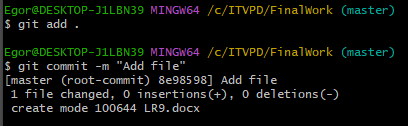 Egor@DESKTOP-J1LBN39 MINGW64 /c/ITVPD/FinalWork (master)
$ git add .
Egor@DESKTOP-J1LBN39 MINGW64 /c/ITVPD/FinalWork (master)
$ git commit -m "Add file"
[master (root-commit) 8e98598] Add file
 1 file changed, 0 insertions(+), 0 deletions(-)
 create mode 100644 LR9.docx